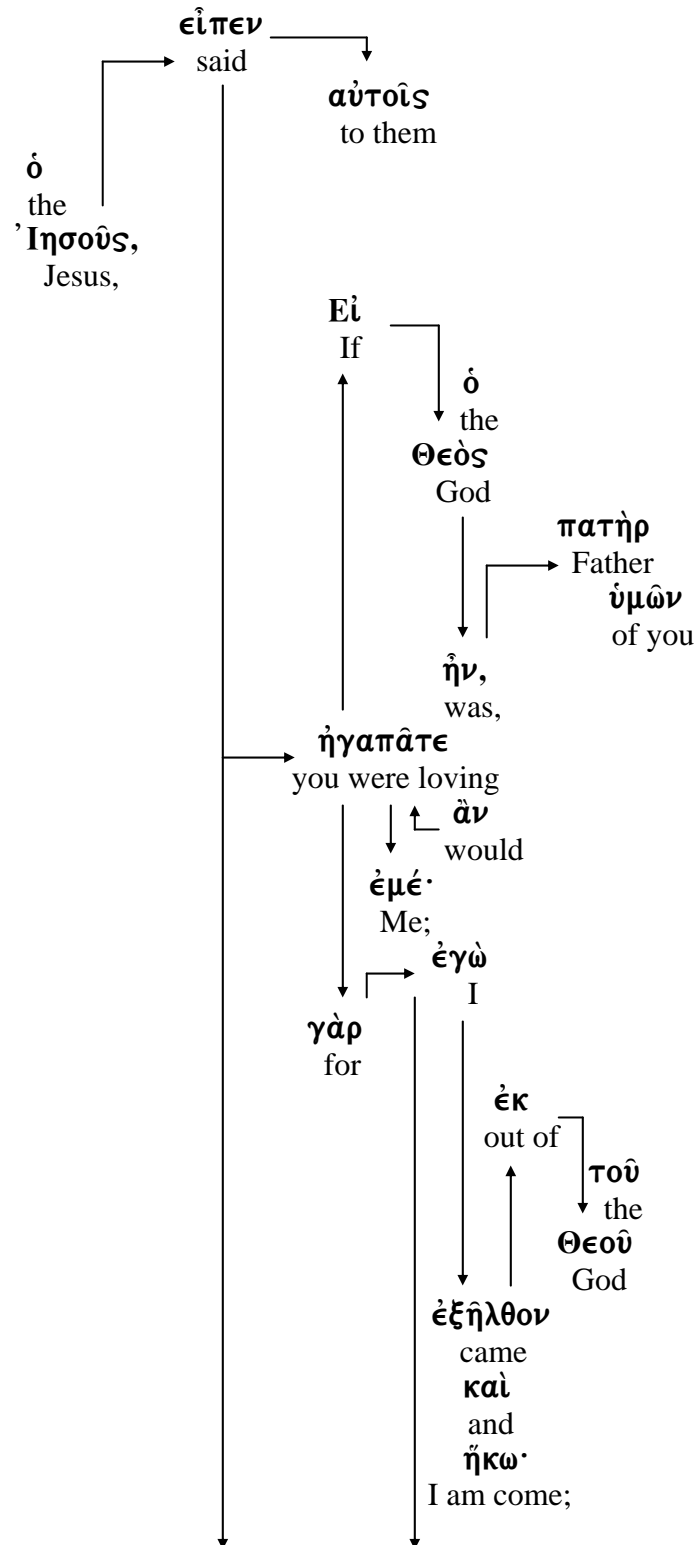 εἶπεν
said
αὐτοῖς
to them
ὁ
the
Ἰησοῦς,
Jesus,
Εἰ
If
ὁ
the
Θεὸς
God
πατὴρ
Father
ὑμῶν
of you
ἦν,
was,
ἠγαπᾶτε
you were loving
ἂν
would
ἐμέ·
Me;
ἐγὼ
I
γὰρ
for
ἐκ
out of
τοῦ
the
Θεοῦ
God
ἐξῆλθον
came
καὶ
and
ἥκω·
I am come;